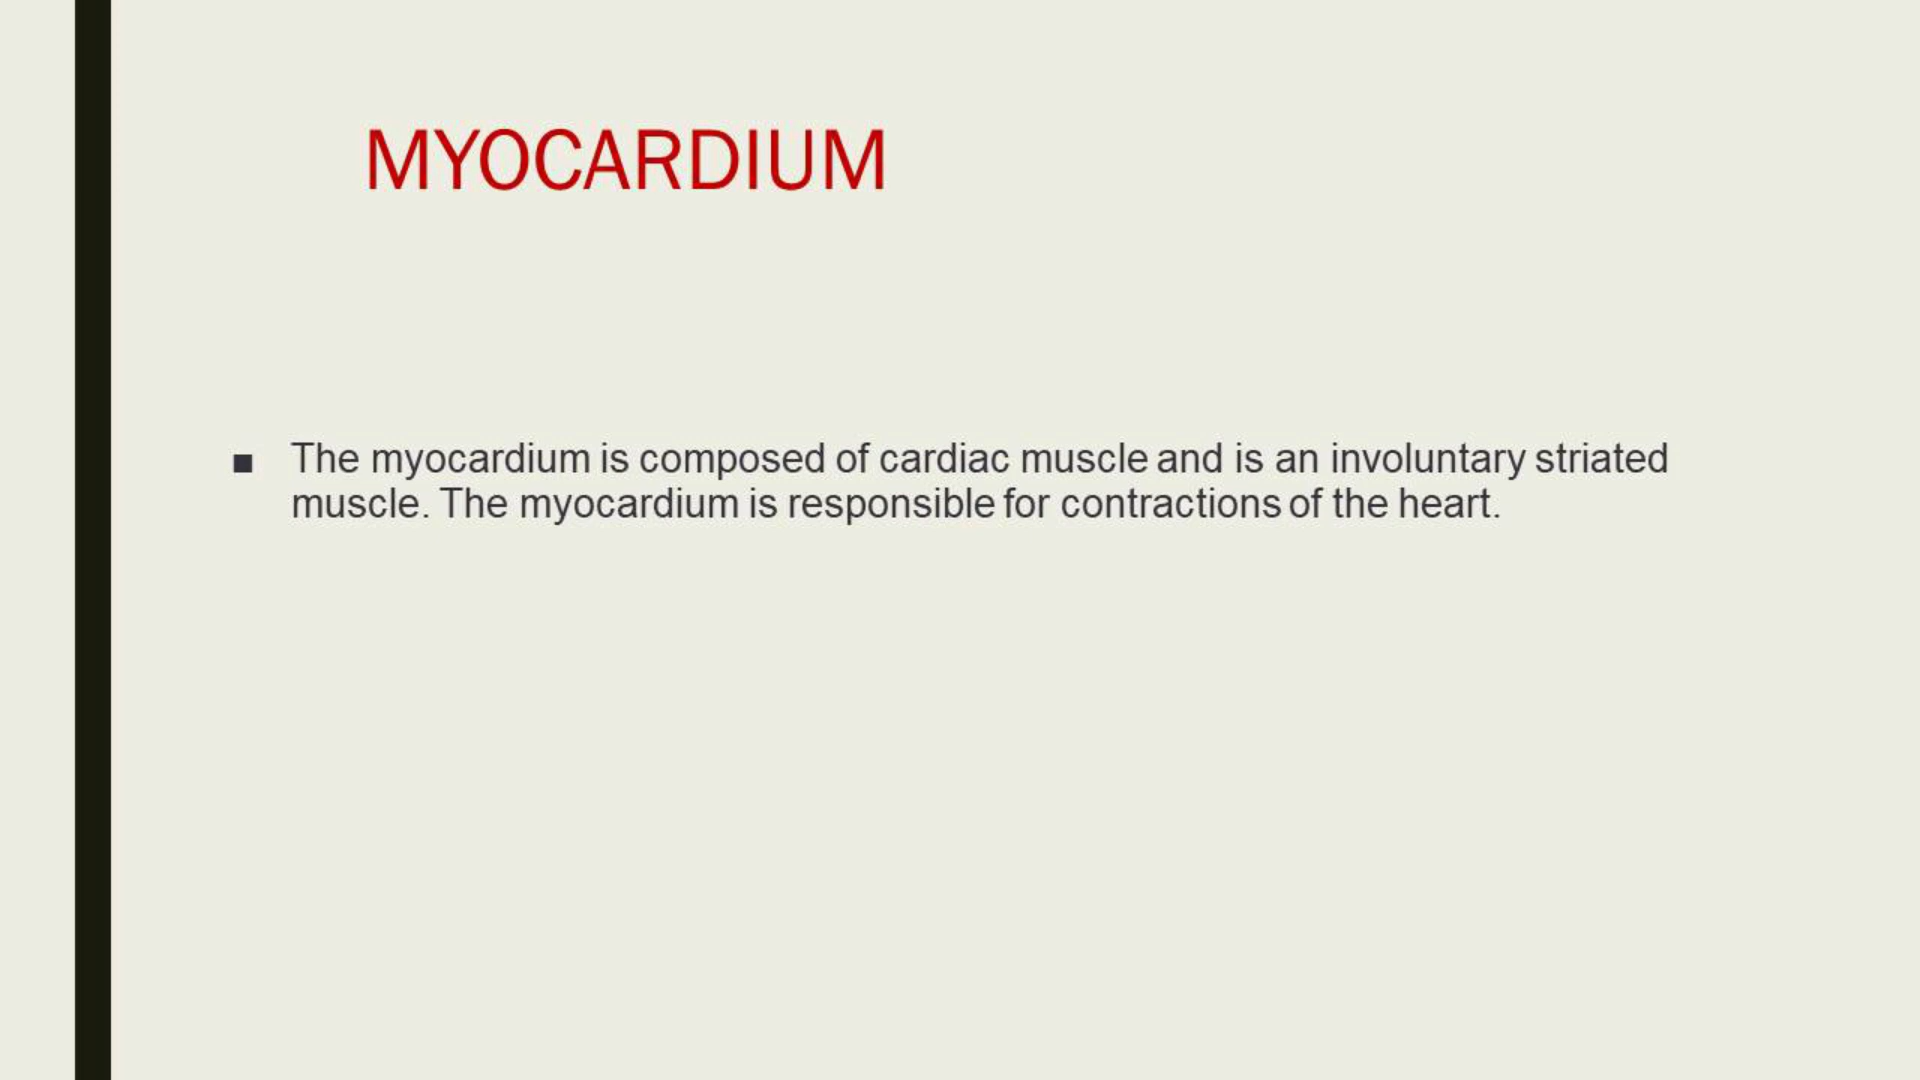 MYOCARDIUM
■ The myocardium is composed of cardiac muscle and is an involuntary striated
muscle. The myocardium is responsible for contractions of the heart.